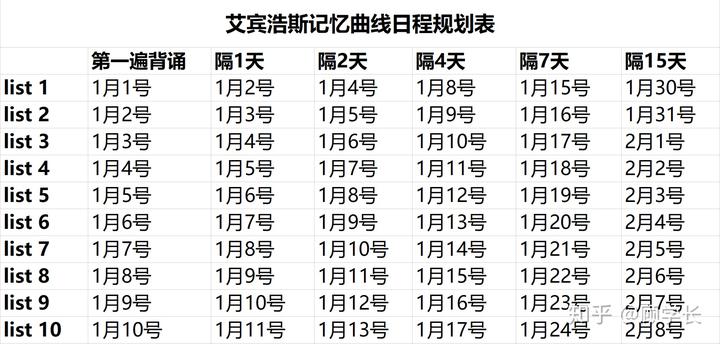 艾宾浩斯记忆曲线日程规划表
第一遍背诵 隔1天 隔2天 隔4天 隔7天 隔15天
list 1 1月1号 1月2号 1月4号 1月8号 1月15号 1月30号
list 2 1月2号 1月3号 1月5号 1月9号 1月16号 1月31号
list 3 1月3号 1月4号 1月6号 1月10号 1月17号 2月1号
list 4 1月4号 1月5号 1月7号 1月11号 1月18号 2月2号
list 5 1月5号 1月6号 1月8号 1月12号 1月19号 2月3号
list 6 1月6号 1月7号 1月9号 1月13号 1月20号 2月4号
list 7 1月7号 1月8号 1月10号 1月14号 1月21号 2月5号
list 8 1月8号 1月9号 1月11号 1月15号 1月22号 2月6号
list 9 1月9号 1月10号 1月12号 1月16号 1月23号 2月7号
list 10 1月10号 1月11号 1月13号 1月17号 1月24号 2月8号
知乎 @顾学长